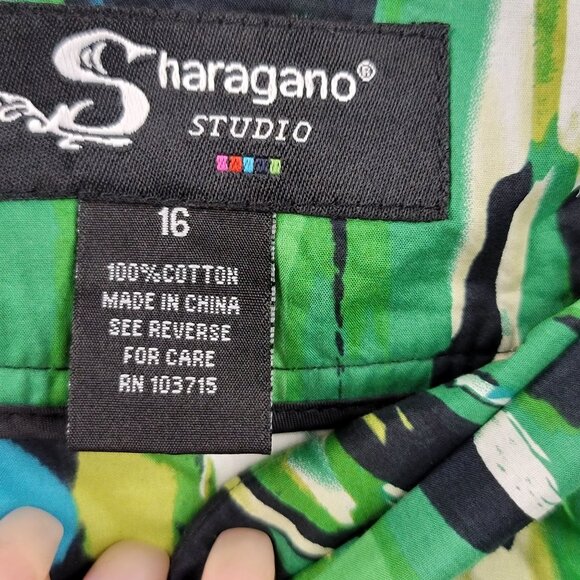 Sharagano®
STUDIO
16
100%COTTON
MADE IN CHINA
SEE REVERSE
FOR CARE
RN 103715